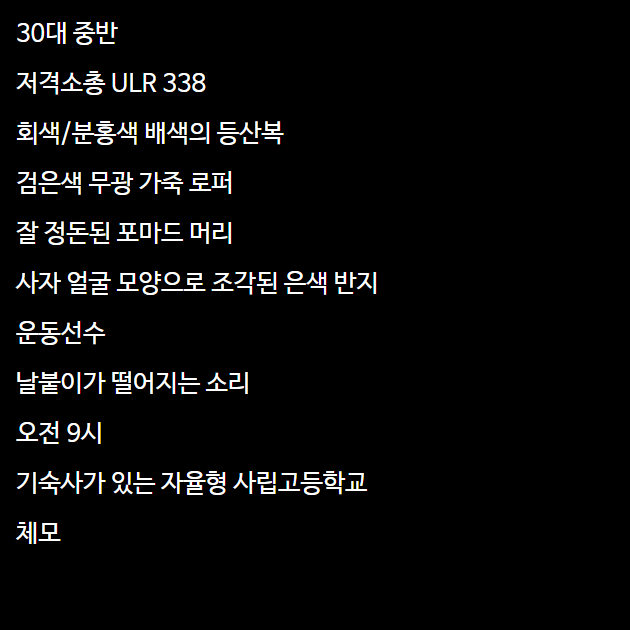 30대 중반
저격소총 ULR 338
회색/분홍색 배색의 등산복
검은색 무광 가죽 로퍼
잘 정돈된 포마드 머리
사자 얼굴 모양으로 조각된 은색 반지
운동선수
날붙이가 떨어지는 소리
오전 9시
기숙사가 있는 자율형 사립고등학교
체모